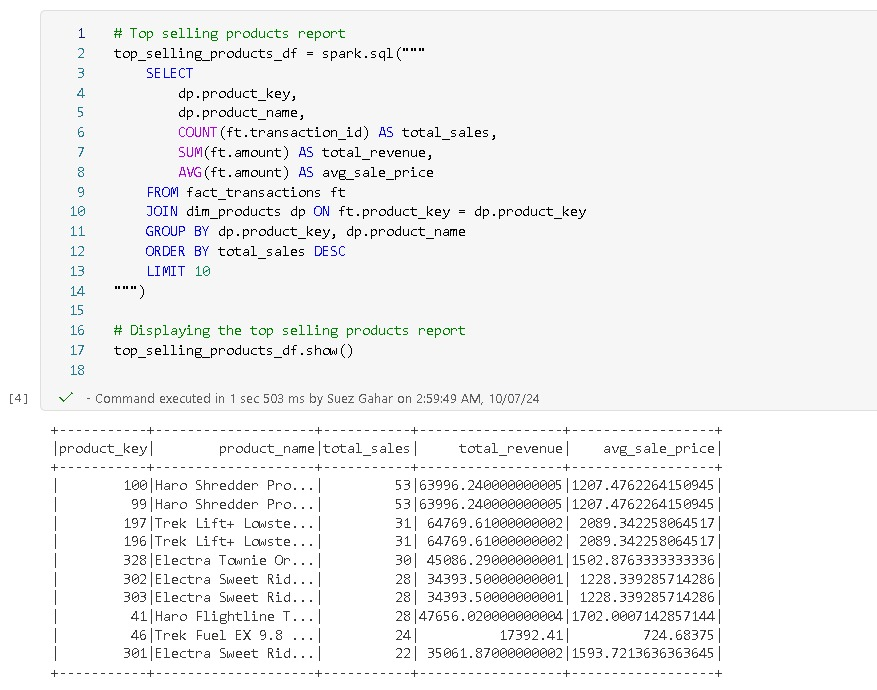 1 # Top selling products report
2 top_selling_products_df = spark.sql("""
3 SELECT
4 dp.product_key,
5 dp.product_name,
6 COUNT(ft.transaction_id) AS total_sales,
7 SUM(ft.amount) AS total_revenue,
8 AVG(ft.amount) AS avg_sale_price
9 FROM fact_transactions ft
10 JOIN dim_products dp ON ft.product_key = dp.product_key
11 GROUP BY dp.product_key, dp.product_name
12 ORDER BY total_sales DESC
13 LIMIT 10
14 """)
15
16 # Displaying the top selling products report
17 top_selling_products_df.show()
18
[4] ✓ - Command executed in 1 sec 503 ms by Suez Gahar on 2:59:49 AM, 10/07/24
+-----------+--------------------+-----------+------------------+------------------+
|product_key| product_name|total_sales| total_revenue| avg_sale_price|
+-----------+--------------------+-----------+------------------+------------------+
| 100|Haro Shredder Pro...| 53|63996.240000000005|1207.4762264150945|
| 99|Haro Shredder Pro...| 53|63996.240000000005|1207.4762264150945|
| 197|Trek Lift+ Lowste...| 31| 64769.61000000002| 2089.342258064517|
| 196|Trek Lift+ Lowste...| 31| 64769.61000000002| 2089.342258064517|
| 328|Electra Townie Or...| 30| 45086.29000000001|1502.8763333333336|
| 302|Electra Sweet Rid...| 28| 34393.50000000001| 1228.339285714286|
| 303|Electra Sweet Rid...| 28| 34393.50000000001| 1228.339285714286|
| 41|Haro Flightline T...| 28|47656.020000000004|1702.0007142857144|
| 46|Trek Fuel EX 9.8 ...| 24| 17392.41| 724.68375|
| 301|Electra Sweet Rid...| 22| 35061.87000000002|1593.7213636363645|
+-----------+--------------------+-----------+------------------+------------------+